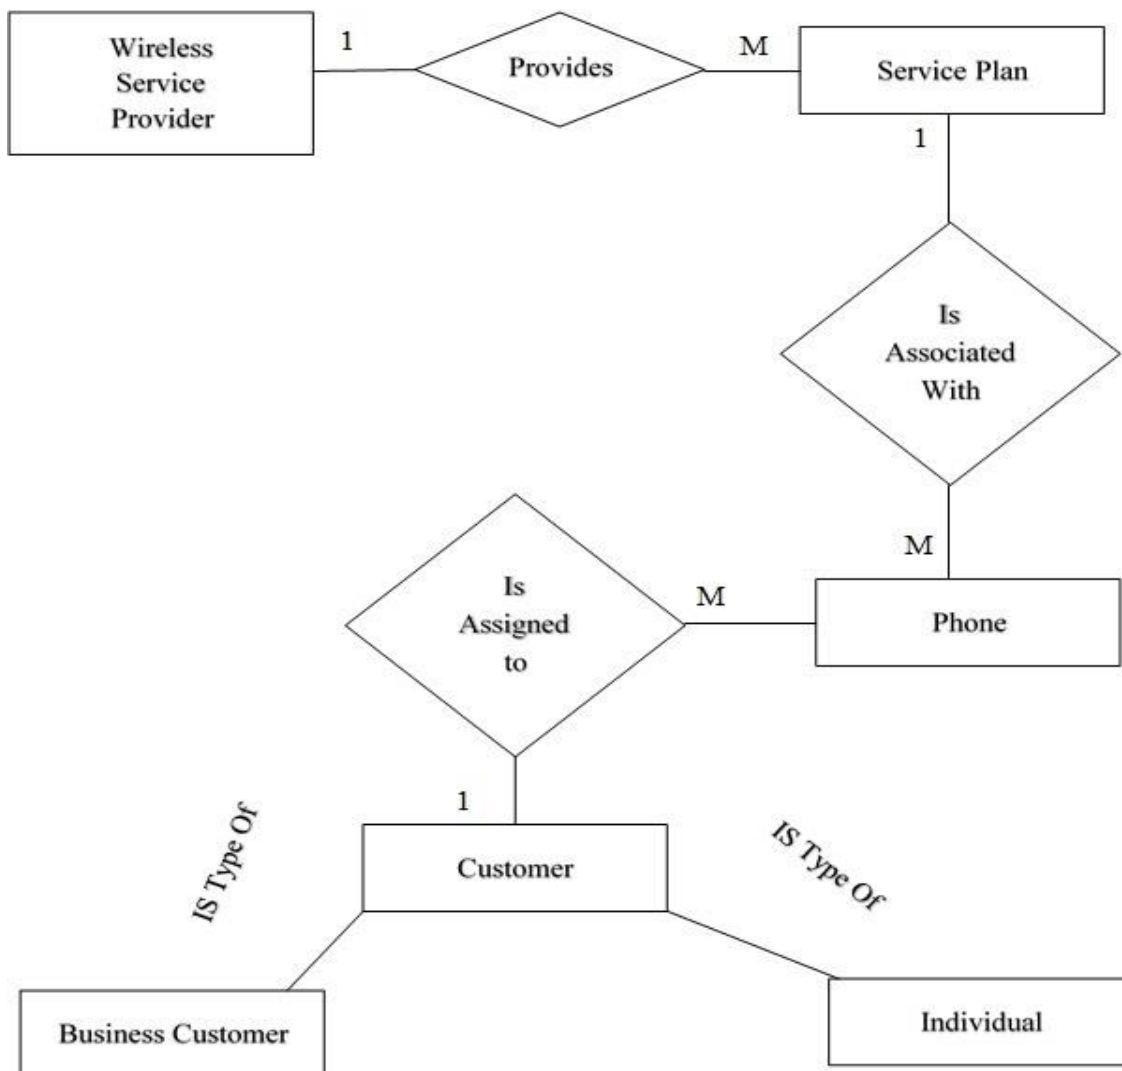 Wireless
Service
Provider
1
Provides
M
Service Plan
1
Is
Associated
With
M
Phone
M
Is
Assigned
to
1
Customer
IS Type Of
IS Type Of
Business Customer
Individual